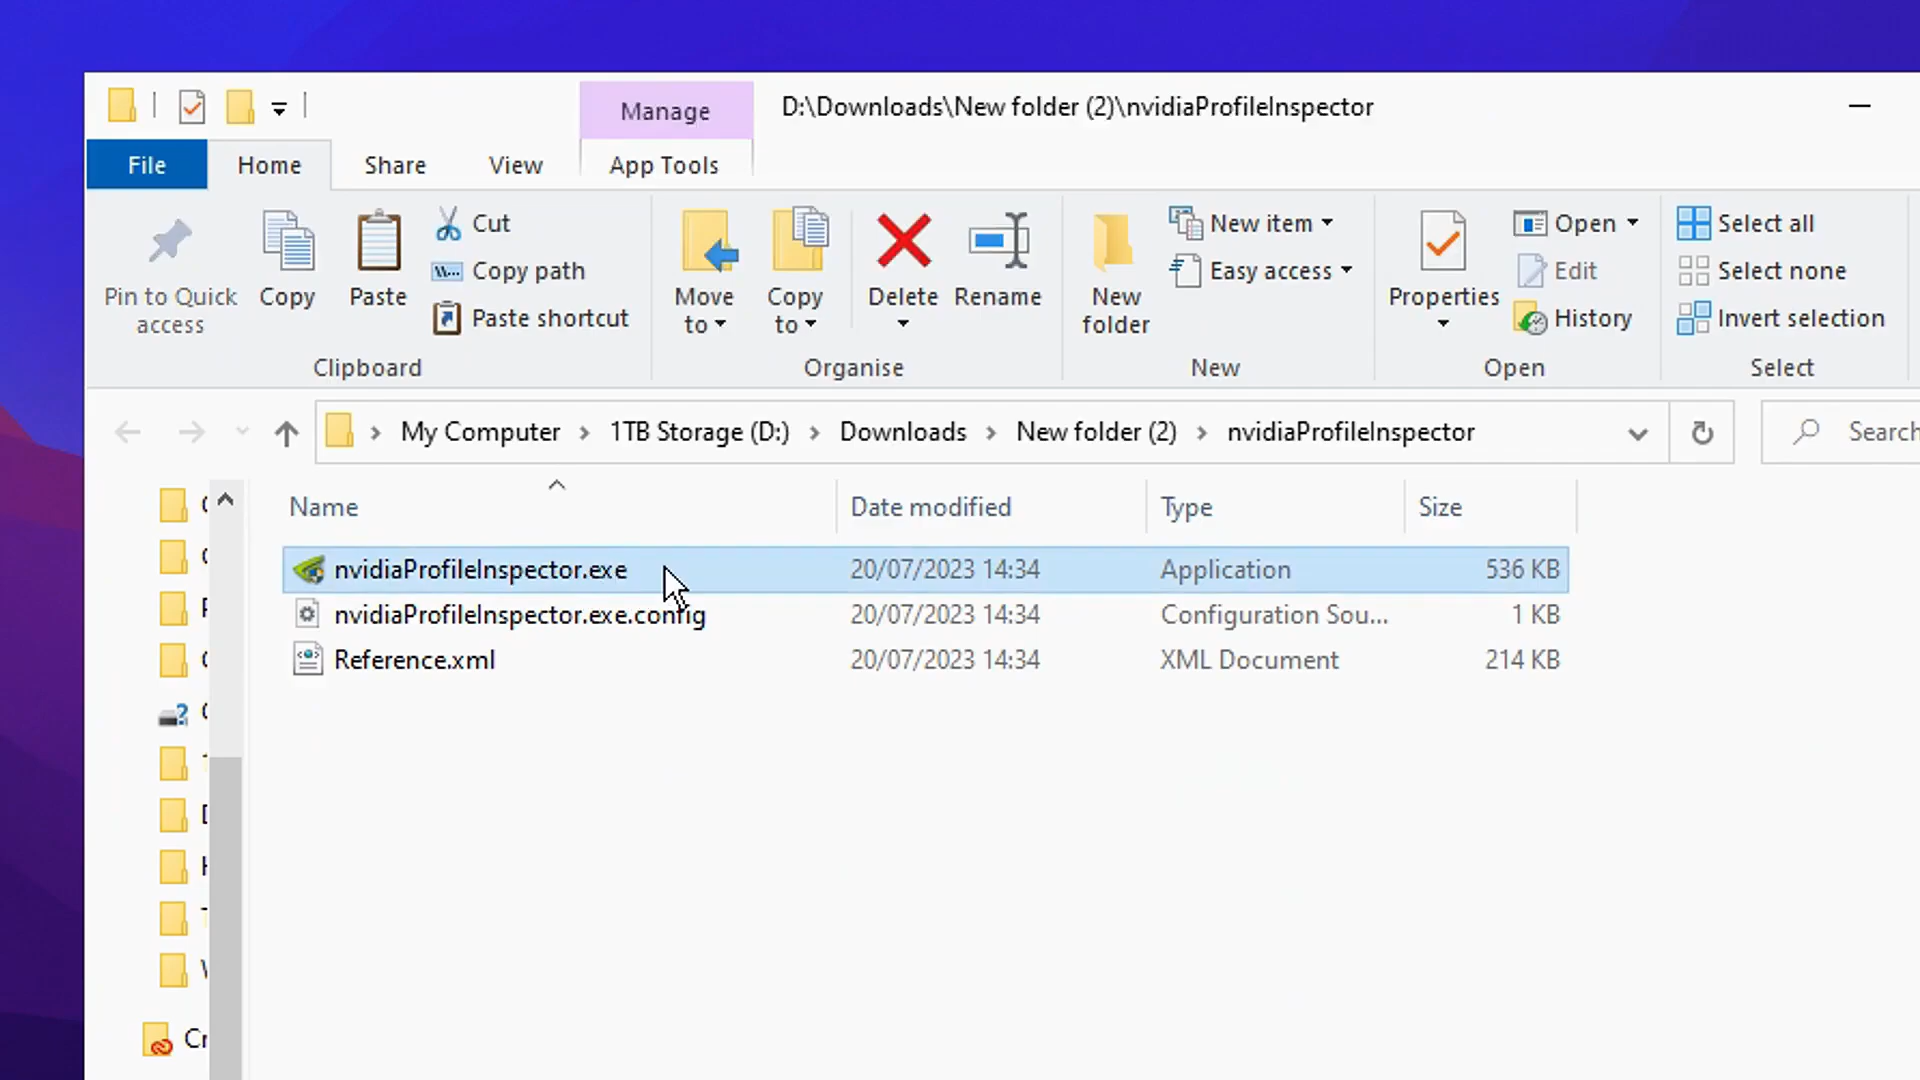 Manage
D:\Downloads\New folder (2)\nvidiaProfileInspector
File
Home
Share
View
App Tools
Pin to Quick
access
Copy
Paste
Cut
Copy path
Paste shortcut
Clipboard
Move
to
Copy
to
Delete
Rename
Organise
New
folder
New item
Easy access
New
Properties
Open
Edit
History
Open
Select all
Select none
Invert selection
Select
My Computer
1TB Storage (D:)
Downloads
New folder (2)
nvidiaProfileInspector
Search
Name
Date modified
Type
Size
nvidiaProfileInspector.exe 20/07/2023 14:34 Application 536 KB
nvidiaProfileInspector.exe.config 20/07/2023 14:34 Configuration Sou... 1 KB
Reference.xml 20/07/2023 14:34 XML Document 214 KB